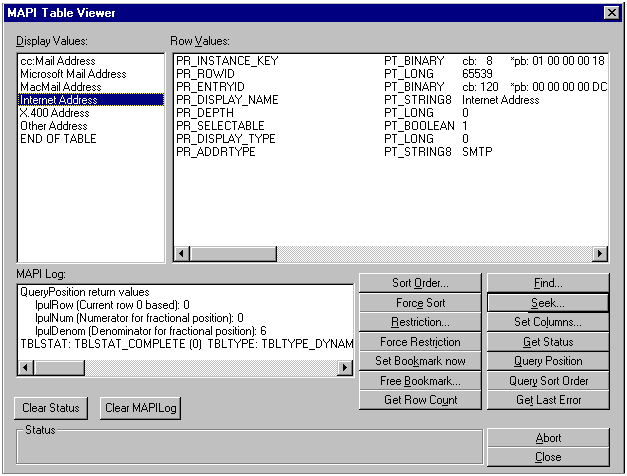 MAPI Table Viewer
Display Values:
cc:Mail Address
Microsoft Mail Address
MacMail Address
Internet Address
X.400 Address
Other Address
END OF TABLE
Row Values:
PR_INSTANCE_KEY PT_BINARY cb: 8 *pb: 01 00 00 00 18
PR_ROWID PT_LONG 65539
PR_ENTRYID PT_BINARY cb: 120 *pb: 00 00 00 00 DC
PR_DISPLAY_NAME PT_STRING8 Internet Address
PR_DEPTH PT_LONG 0
PR_SELECTABLE PT_BOOLEAN 1
PR_DISPLAY_TYPE PT_LONG 0
PR_ADDRTYPE PT_STRING8 SMTP
MAPI Log:
QueryPosition return values
lpulRow (Current row 0 based): 0
lpulNum (Numerator for fractional position): 0
lpulDenom (Denominator for fractional position): 6
TBLSTAT: TBLSTAT_COMPLETE (0) TBLTYPE: TBLTYPE_DYNAM
Clear Status
Clear MAPILog
Sort Order...
Force Sort
Restriction...
Force Restriction
Set Bookmark now
Free Bookmark...
Get Row Count
Find...
Seek...
Set Columns...
Get Status
Query Position
Query Sort Order
Get Last Error
Status
Abort
Close